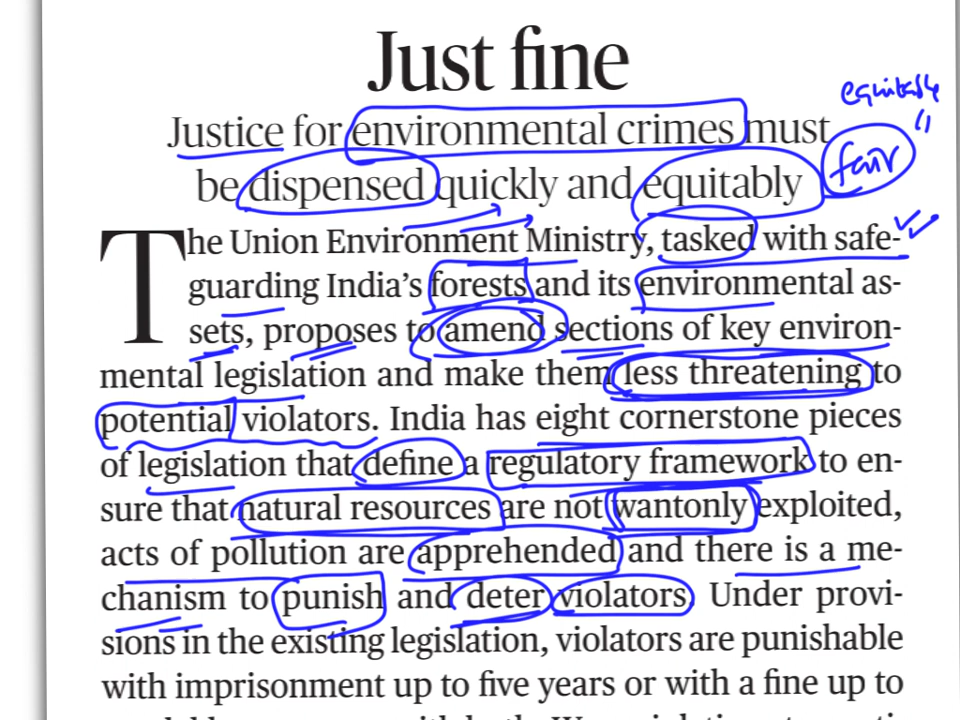 Just fine
equitable
"
Justice for environmental crimes must
fair
be dispensed quickly and equitably
The Union Environment Ministry, tasked with safe-
guarding India's forests and its environmental as-
sets, proposes to amend sections of key environ-
mental legislation and make them less threatening to
potential violators. India has eight cornerstone pieces
of legislation that define a regulatory framework to en-
sure that natural resources are not wantonly exploited,
acts of pollution are apprehended and there is a me-
chanism to punish and deter violators. Under provi-
sions in the existing legislation, violators are punishable
with imprisonment up to five years or with a fine up to